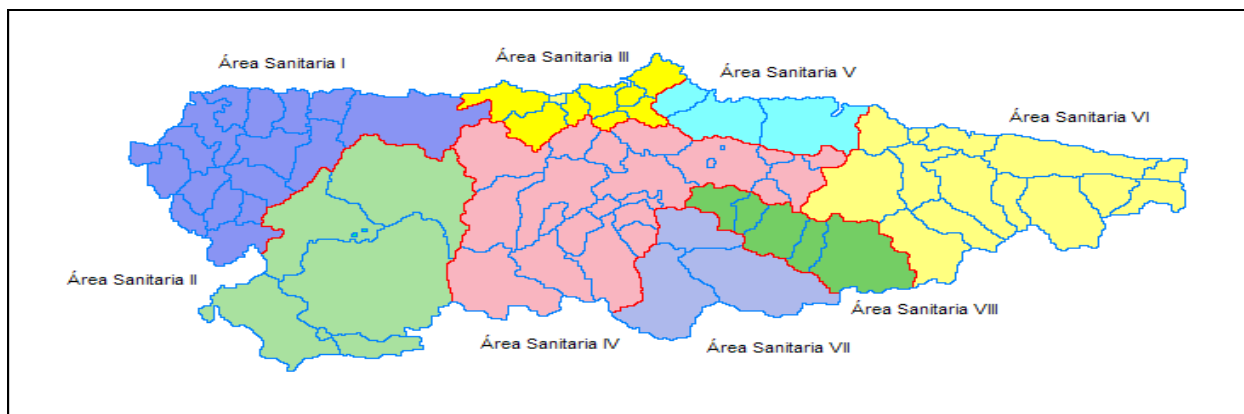 Área Sanitaria I
Área Sanitaria III
Área Sanitaria V
Área Sanitaria VI
Área Sanitaria II
Área Sanitaria VIII
Área Sanitaria IV
Área Sanitaria VII